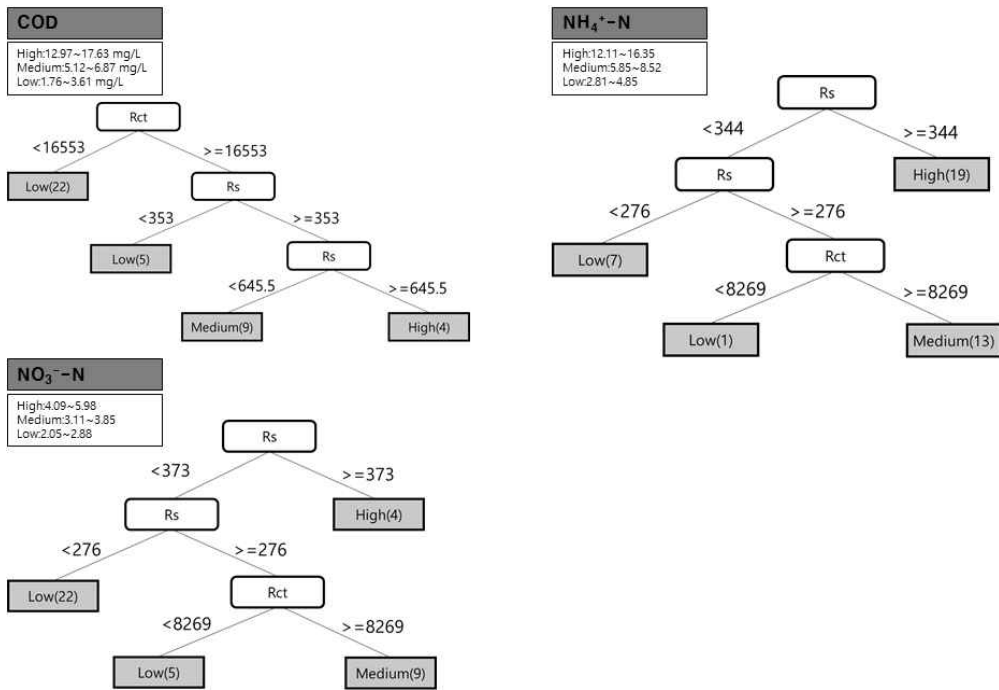 COD
High:12.97~17.63 mg/L
Medium:5.12~6.87 mg/L
Low:1.76~3.61 mg/L
Rct
<16553
>=16553
Low(22)
Rs
<353
>=353
Low(5)
Rs
<645.5
>=645.5
Medium(9)
High(4)
NH₄⁺-N
High:12.11~16.35
Medium:5.85~8.52
Low:2.81~4.85
Rs
<344
>=344
Rs
High(19)
<276
>=276
Low(7)
Rct
<8269
>=8269
Low(1)
Medium(13)
NO₃⁻-N
High:4.09~5.98
Medium:3.11~3.85
Low:2.05~2.88
Rs
<373
>=373
Rs
High(4)
<276
>=276
Low(22)
Rct
<8269
>=8269
Low(5)
Medium(9)